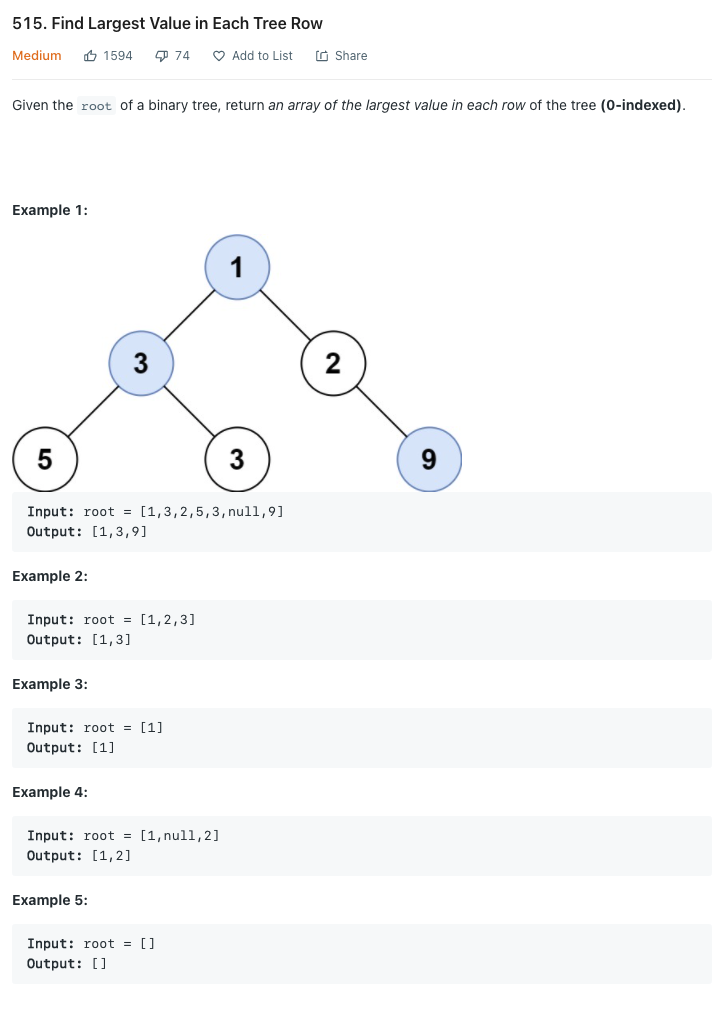 515. Find Largest Value in Each Tree Row
Medium 1594 74 Add to List Share
Given the root of a binary tree, return an array of the largest value in each row of the tree (0-indexed).
Example 1:
1
3 2
5 3 9
Input: root = [1,3,2,5,3,null,9]
Output: [1,3,9]
Example 2:
Input: root = [1,2,3]
Output: [1,3]
Example 3:
Input: root = [1]
Output: [1]
Example 4:
Input: root = [1,null,2]
Output: [1,2]
Example 5:
Input: root = []
Output: []